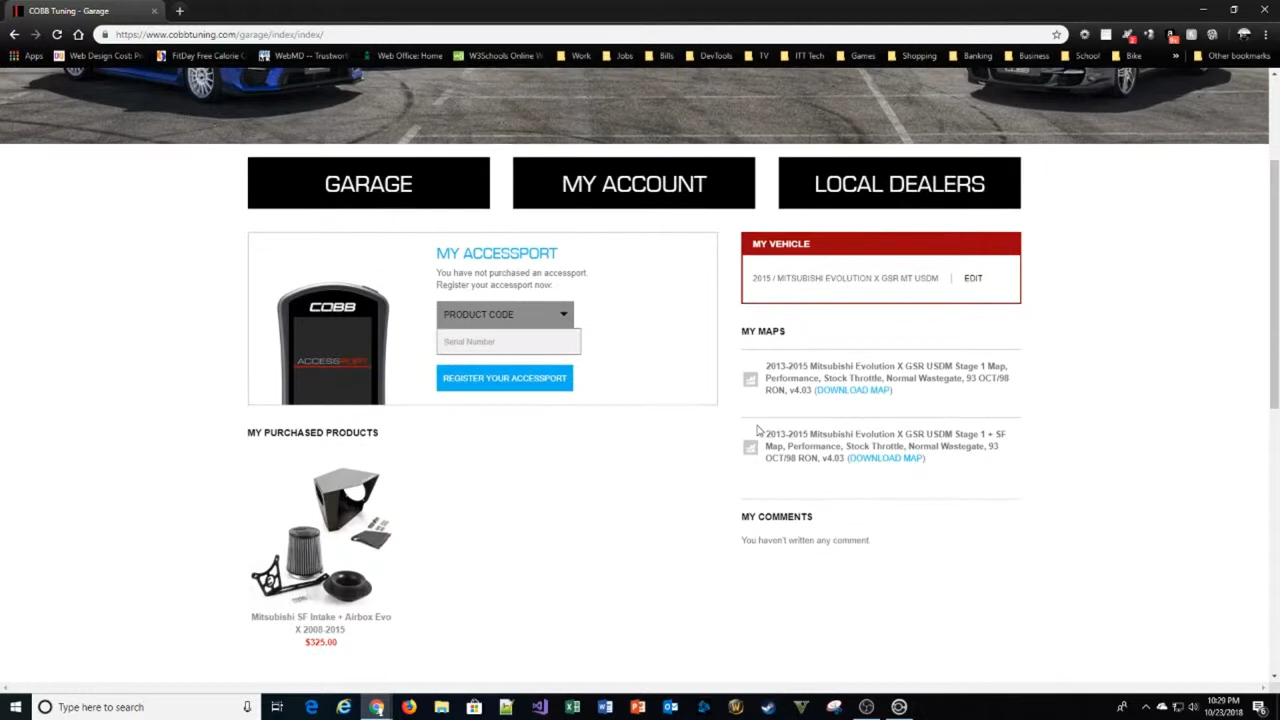 COBB Tuning - Garage
https://www.cobbtuning.com/garage/index/index/
Apps
Web Design Cost: Pr
FitDay Free Calorie C
WebMD -- Trustwort
Web Office: Home
W3Schools Online W
Work
Jobs
Bills
DevTools
TV
ITT Tech
Games
Shopping
Banking
Business
School
Bike
»
Other bookmarks
GARAGE
MY ACCOUNT
LOCAL DEALERS
COBB
ACCESSPORT
MY ACCESSPORT
You have not purchased an accessport.
Register your accessport now:
PRODUCT CODE
Serial Number
REGISTER YOUR ACCESSPORT
MY VEHICLE
2015 / MITSUBISHI EVOLUTION X GSR MT USDM | EDIT
MY MAPS
2013-2015 Mitsubishi Evolution X GSR USDM Stage 1 Map,
Performance, Stock Throttle, Normal Wastegate, 93 OCT/98
RON, v4.03 (DOWNLOAD MAP)
2013-2015 Mitsubishi Evolution X GSR USDM Stage 1 + SF
Map, Performance, Stock Throttle, Normal Wastegate, 93
OCT/98 RON, v4.03 (DOWNLOAD MAP)
MY COMMENTS
You haven't written any comment.
MY PURCHASED PRODUCTS
Mitsubishi SF Intake + Airbox Evo
X 2008-2015
$325.00
Type here to search
10:29 PM
10/23/2018